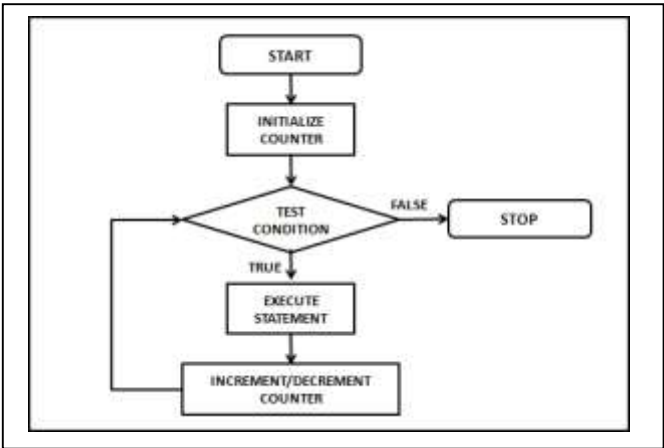 START
INITIALIZE
COUNTER
TEST
CONDITION
FALSE
STOP
TRUE
EXECUTE
STATEMENT
INCREMENT/DECREMENT
COUNTER